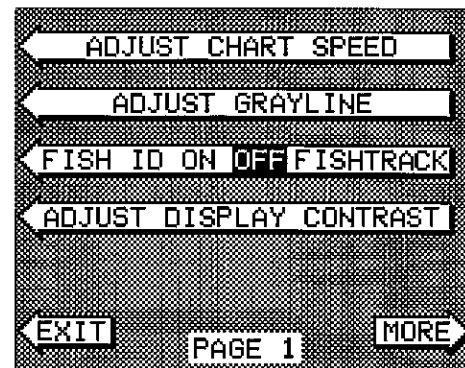 ADJUST CHART SPEED
ADJUST GRAYLINE
FISH ID ON OFF FISHTRACK
ADJUST DISPLAY CONTRAST
EXIT
PAGE 1
MORE